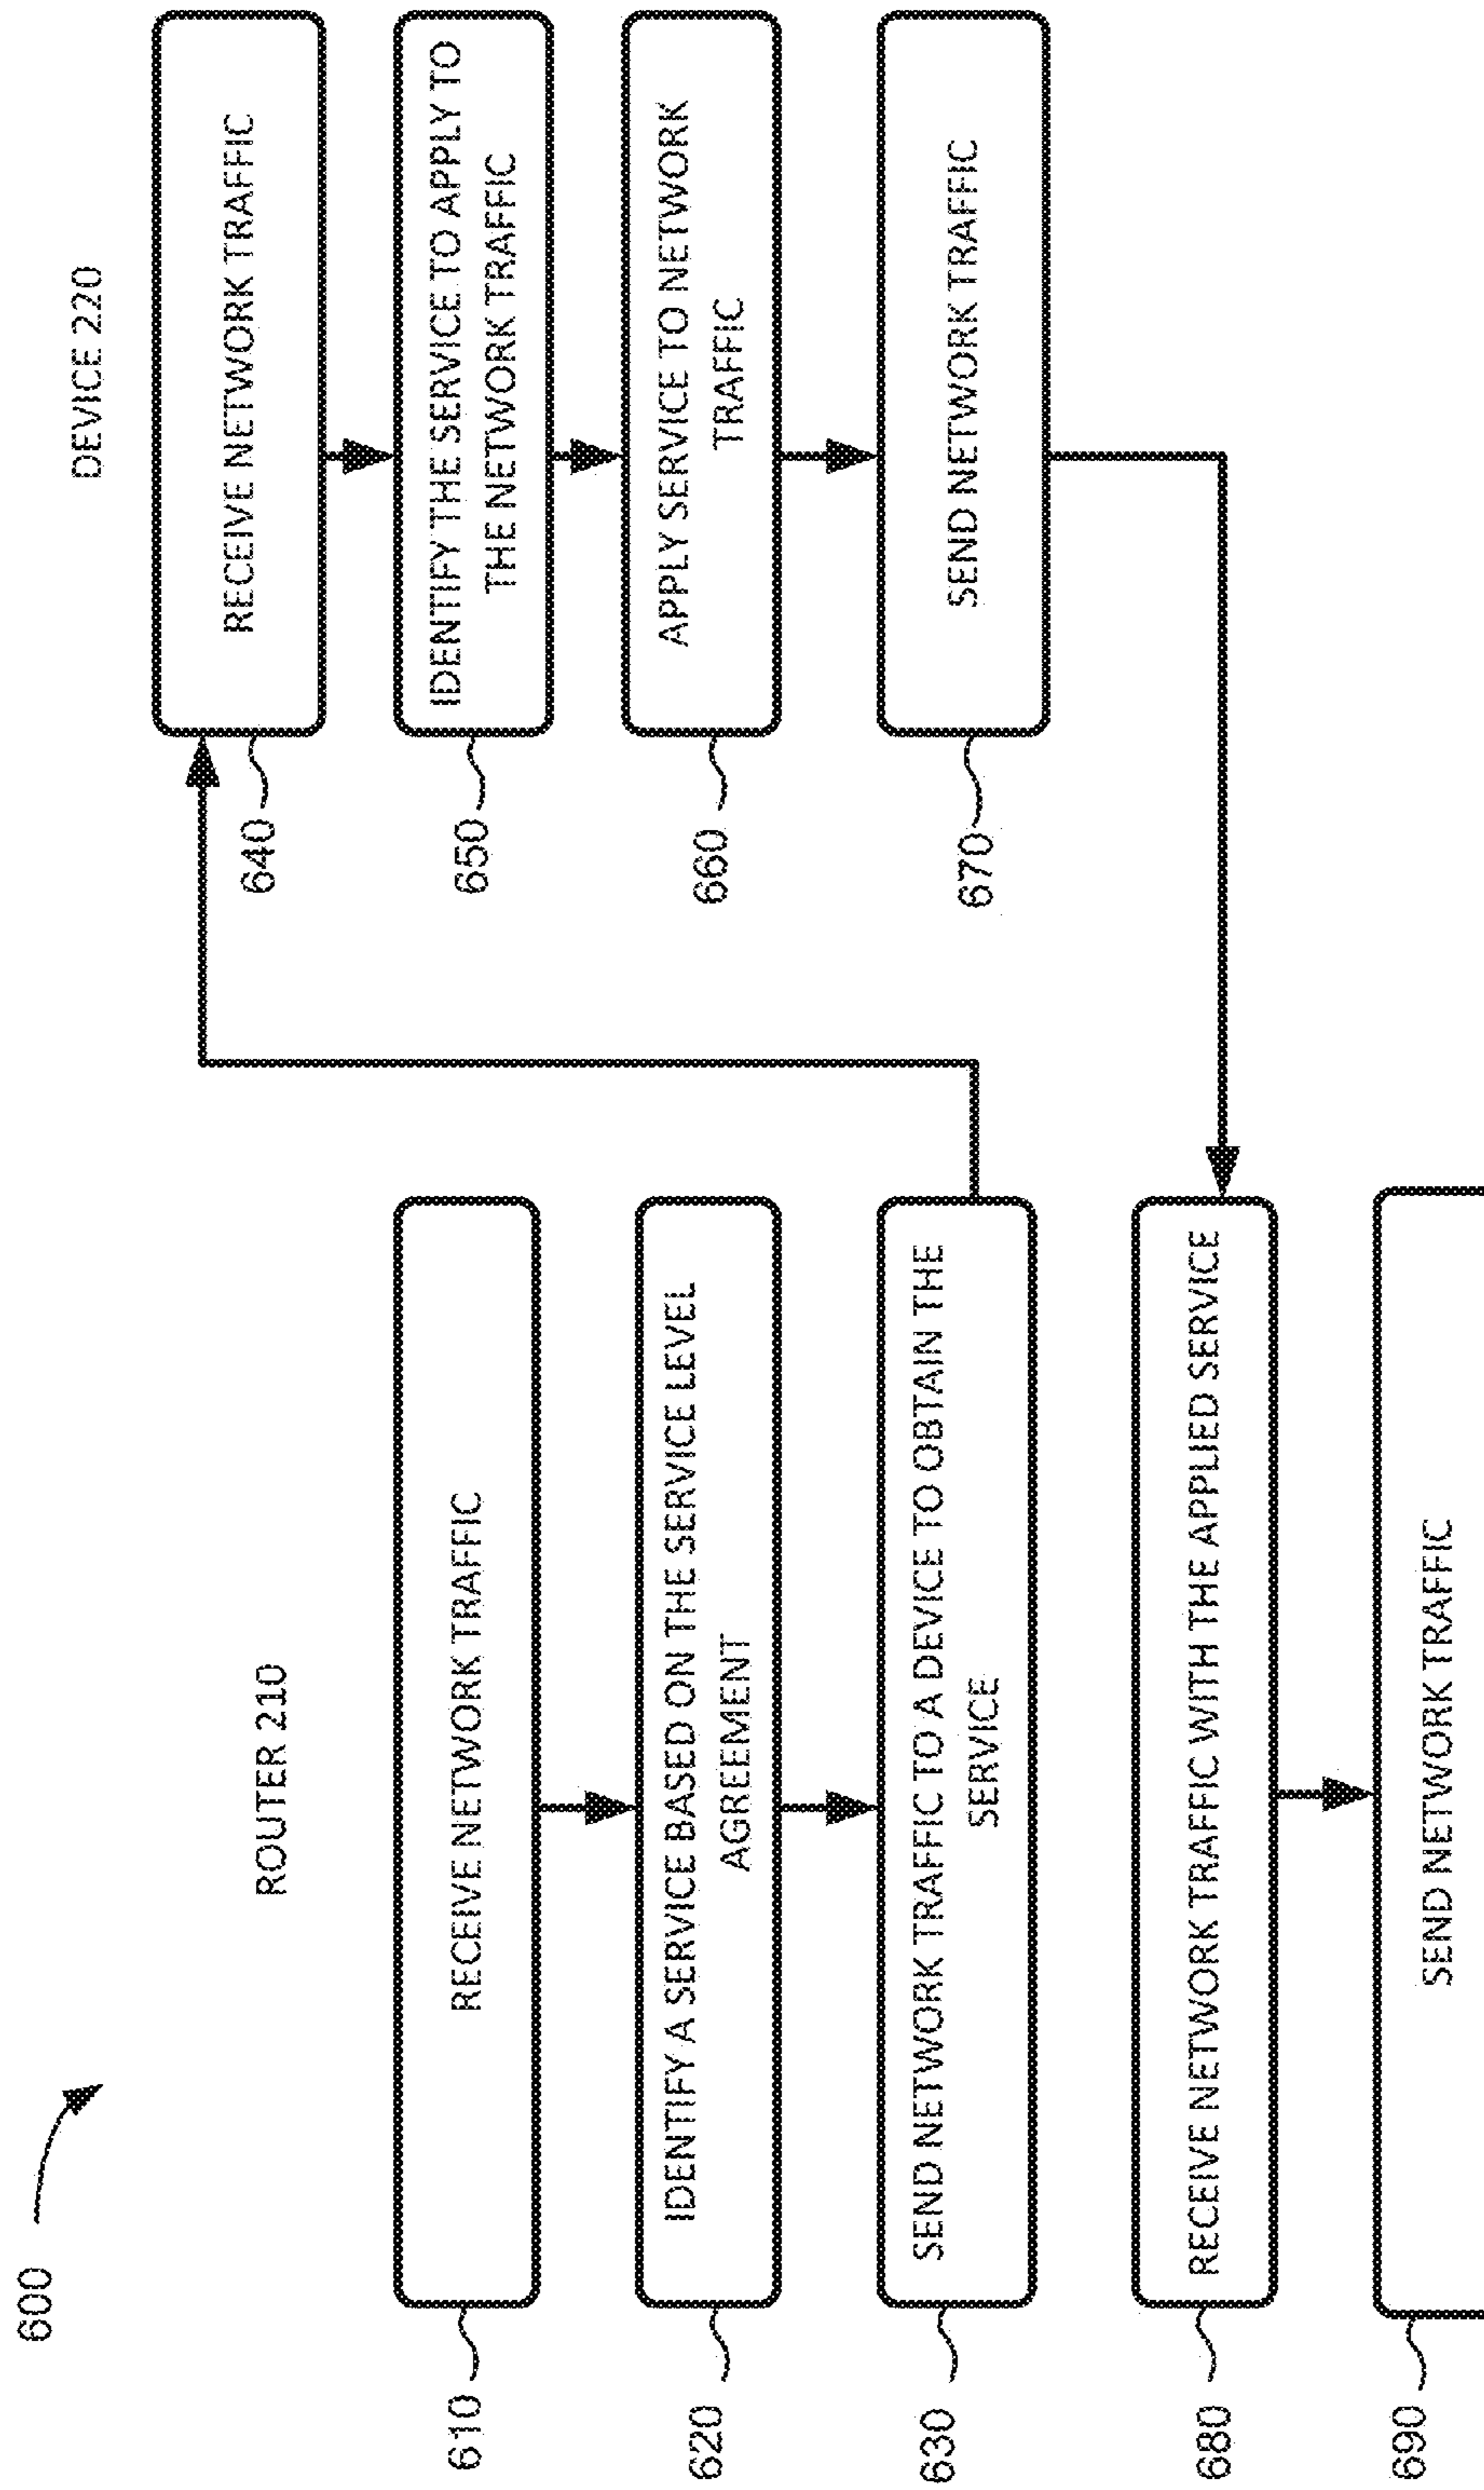 600
ROUTER 210
610
RECEIVE NETWORK TRAFFIC
620
IDENTIFY A SERVICE BASED ON THE SERVICE LEVEL
AGREEMENT
630
SEND NETWORK TRAFFIC TO A DEVICE TO OBTAIN THE
SERVICE
680
RECEIVE NETWORK TRAFFIC WITH THE APPLIED SERVICE
690
SEND NETWORK TRAFFIC
DEVICE 220
640
RECEIVE NETWORK TRAFFIC
650
IDENTIFY THE SERVICE TO APPLY TO
THE NETWORK TRAFFIC
660
APPLY SERVICE TO NETWORK
TRAFFIC
670
SEND NETWORK TRAFFIC